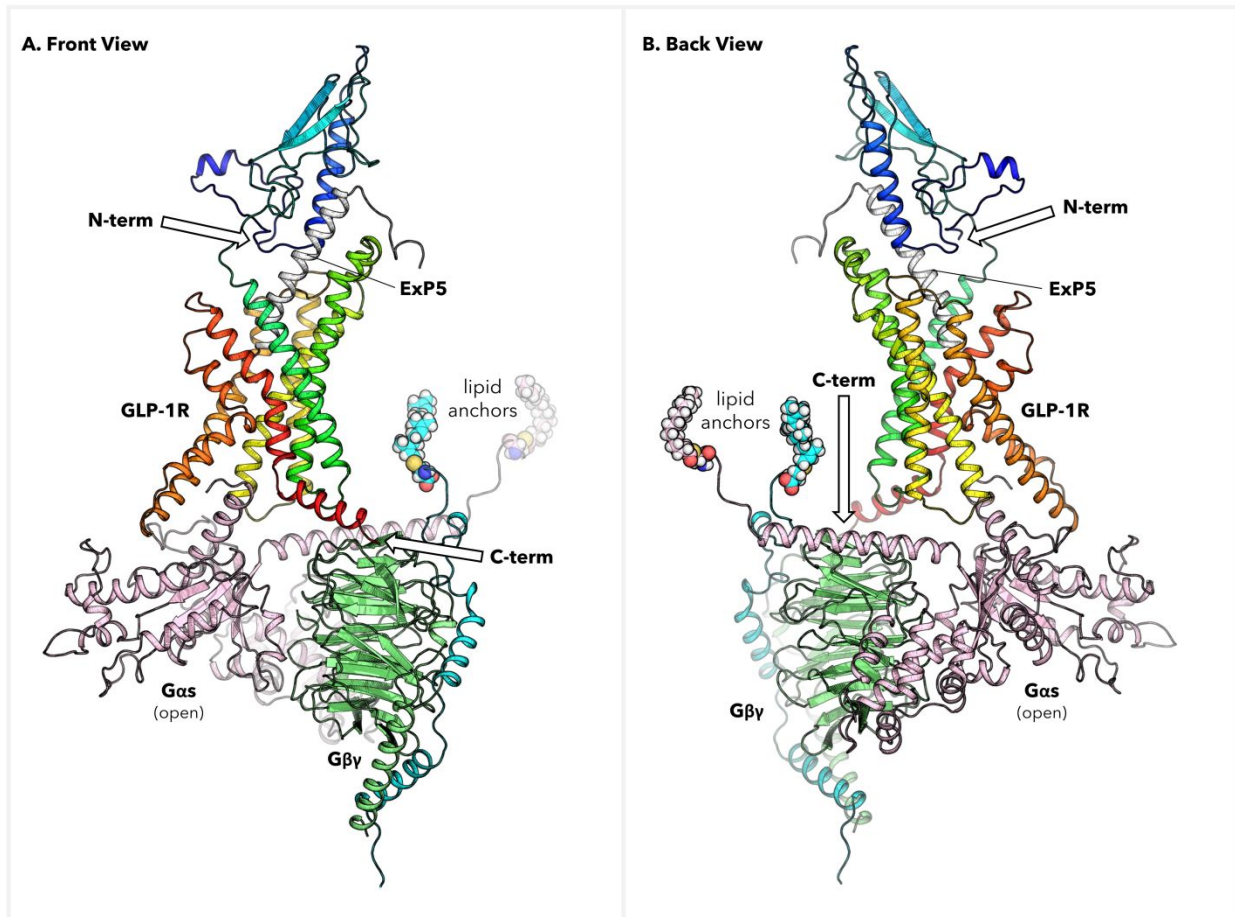 A. Front View
N-term
ExP5
GLP-1R
lipid
anchors
C-term
Gαs
(open)
Gβγ
B. Back View
N-term
ExP5
C-term
lipid
anchors
GLP-1R
Gαs
(open)
Gβγ